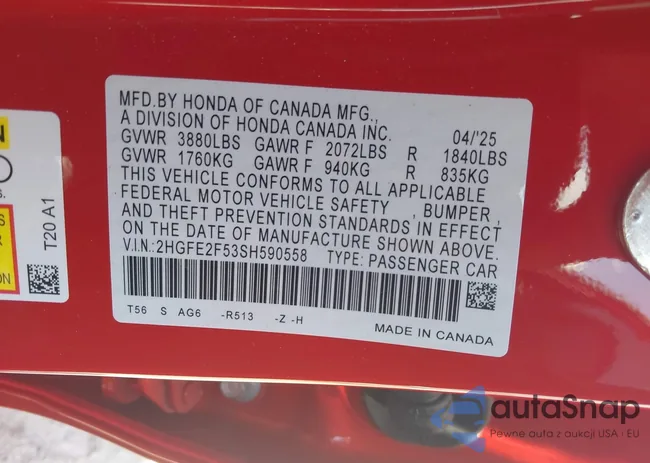 MFD.BY HONDA OF CANADA MFG.,
A DIVISION OF HONDA CANADA INC. 04/'25
GVWR 3880LBS GAWR F 2072LBS R 1840LBS
GVWR 1760KG GAWR F 940KG R 835KG
THIS VEHICLE CONFORMS TO ALL APPLICABLE
FEDERAL MOTOR VEHICLE SAFETY , BUMPER ,
AND THEFT PREVENTION STANDARDS IN EFFECT
ON THE DATE OF MANUFACTURE SHOWN ABOVE.
V.I.N.: 2HGFE2F53SH590558 TYPE: PASSENGER CAR
T56 S AG6 -R513 -Z -H
MADE IN CANADA
T20 A1
autoSnap
Pewne auta z aukcji USA i EU